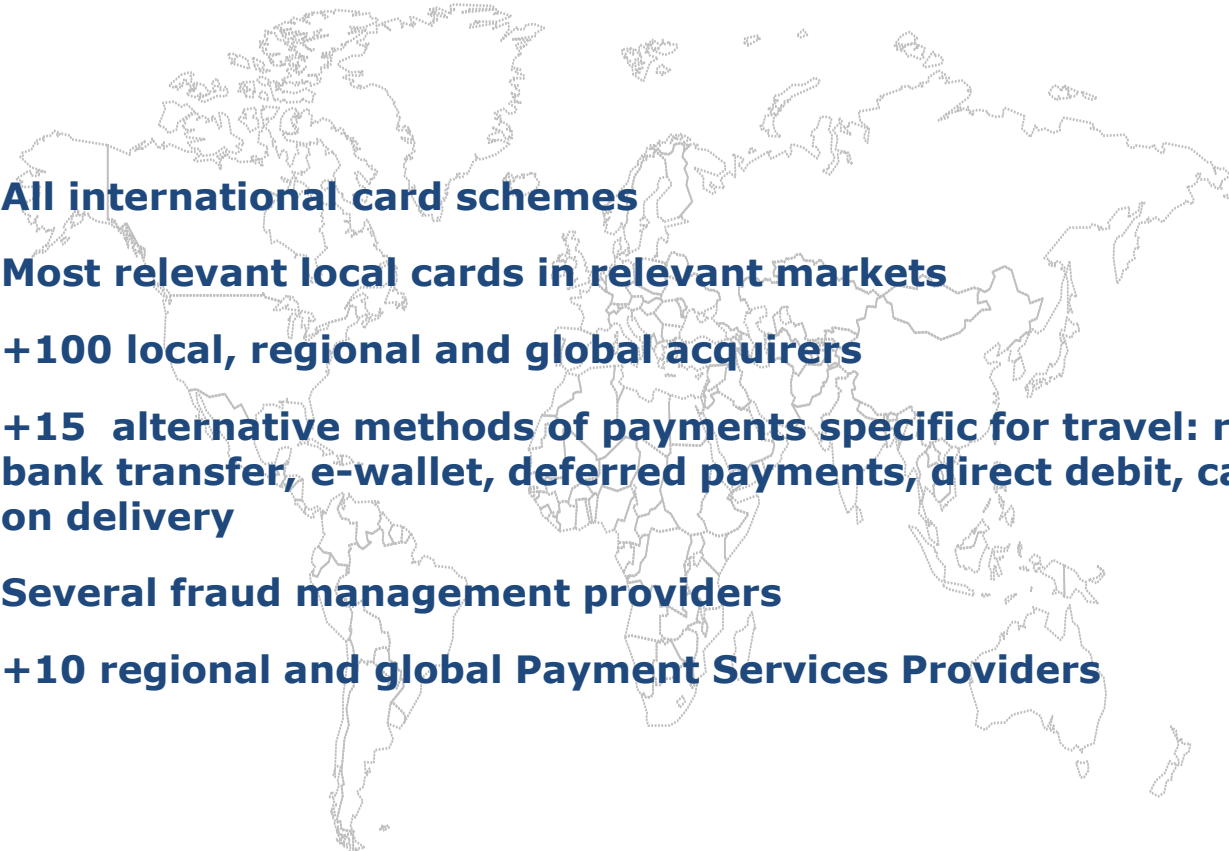 All international card schemes
Most relevant local cards in relevant markets
+100 local, regional and global acquirers
+15  alternative methods of payments specific for travel:
bank transfer, e-wallet, deferred payments, direct debit,
on delivery
Several fraud management providers
+10 regional and global Payment Services Providers